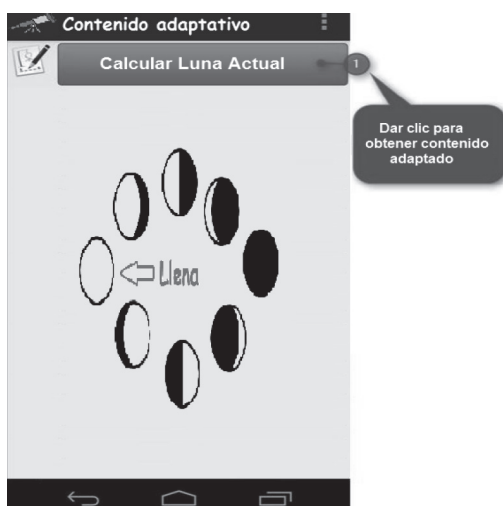 Contenido adaptativo
Calcular Luna Actual
1
Dar clic para
obtener contenido
adaptado
Llena